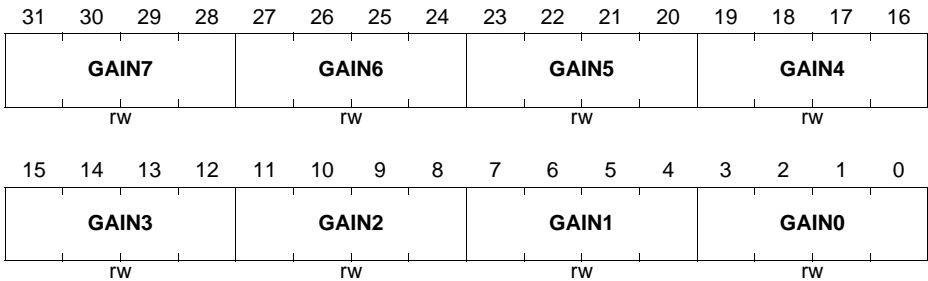 31 30 29 28 27 26 25 24 23 22 21 20 19 18 17 16
GAIN7 GAIN6 GAIN5 GAIN4
rw rw rw rw
15 14 13 12 11 10 9 8 7 6 5 4 3 2 1 0
GAIN3 GAIN2 GAIN1 GAIN0
rw rw rw rw